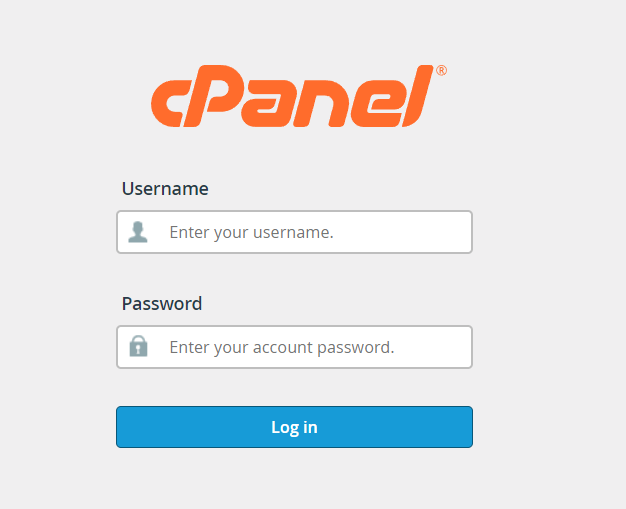 cPanel®
Username
Enter your username.
Password
Enter your account password.
Log in